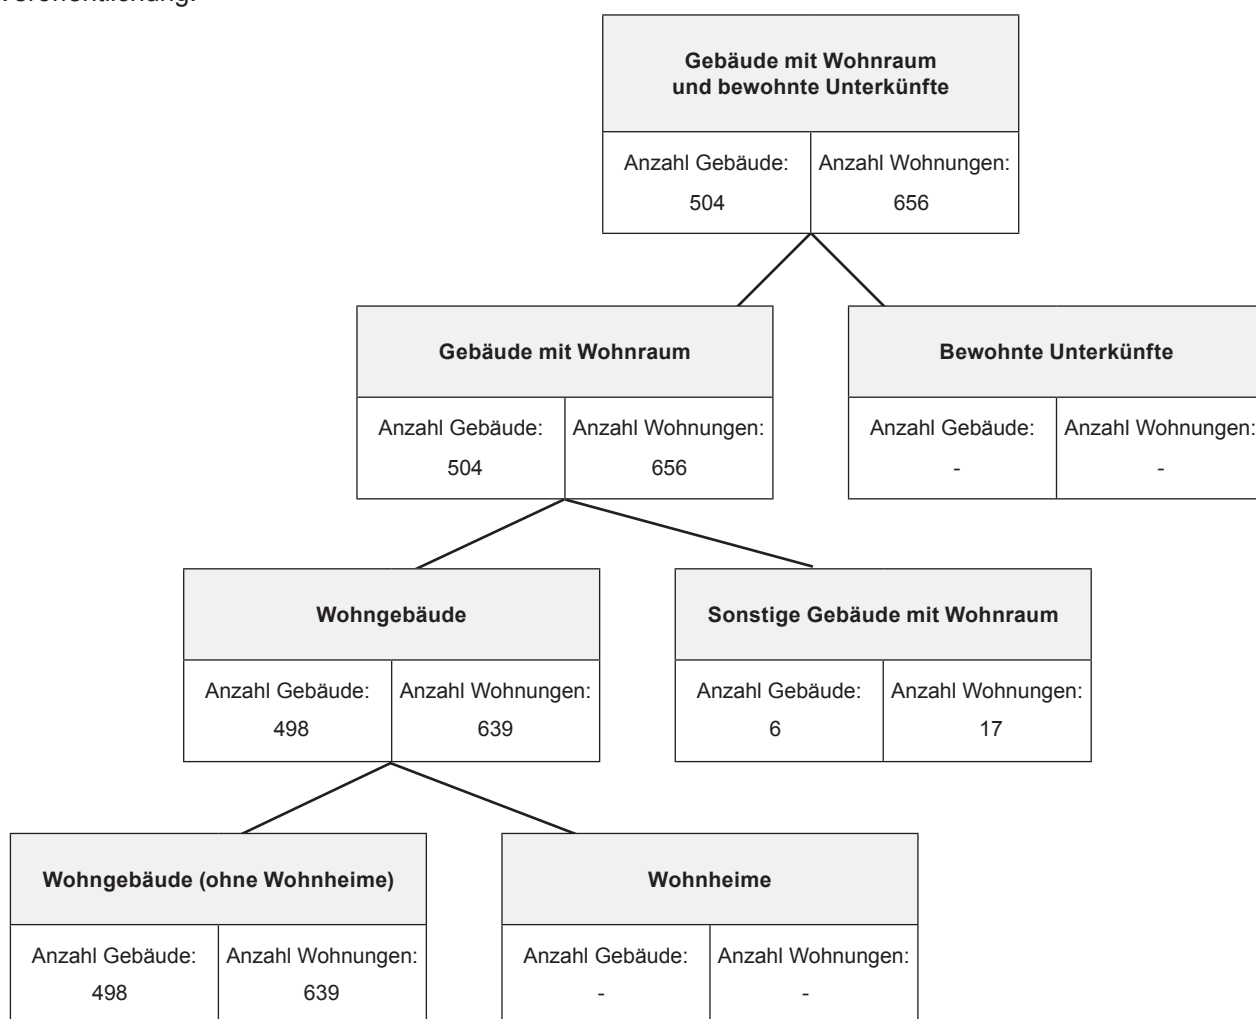 Veröffentlichung.
Gebäude mit Wohnraum
und bewohnte Unterkünfte
Anzahl Gebäude: Anzahl Wohnungen:
504 656
Gebäude mit Wohnraum Bewohnte Unterkünfte
Anzahl Gebäude: Anzahl Wohnungen: Anzahl Gebäude: Anzahl Wohnungen:
504 656 - -
Wohngebäude Sonstige Gebäude mit Wohnraum
Anzahl Gebäude: Anzahl Wohnungen: Anzahl Gebäude: Anzahl Wohnungen:
498 639 6 17
Wohngebäude (ohne Wohnheime) Wohnheime
Anzahl Gebäude: Anzahl Wohnungen: Anzahl Gebäude: Anzahl Wohnungen:
498 639 - -